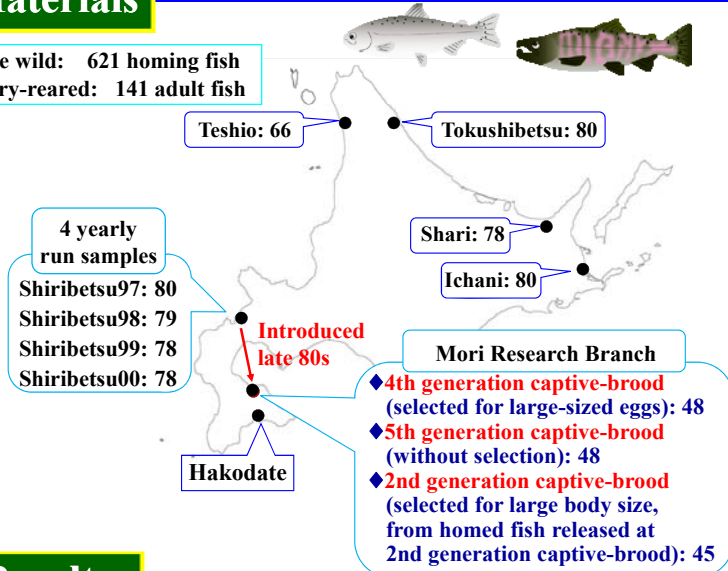 aterials
e wild: 621 homing fish
ry-reared: 141 adult fish
Teshio: 66
Tokushibetsu: 80
Shari: 78
Ichani: 80
4 yearly
run samples
Shiribetsu97: 80
Shiribetsu98: 79
Shiribetsu99: 78
Shiribetsu00: 78
Introduced
late 80s
Hakodate
Mori Research Branch
♦4th generation captive-brood
(selected for large-sized eggs): 48
♦5th generation captive-brood
(without selection): 48
♦2nd generation captive-brood
(selected for large body size,
from homed fish released at
2nd generation captive-brood): 45